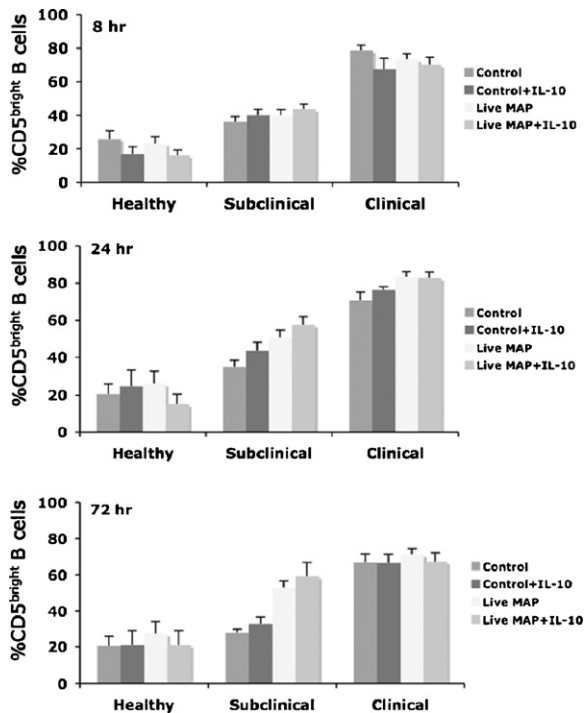 8 hr
%CD5bright B cells
100
80
60
40
20
0
Healthy Subclinical Clinical
Control
Control+IL-10
Live MAP
Live MAP+IL-10
24 hr
%CD5bright B cells
100
80
60
40
20
0
Healthy Subclinical Clinical
Control
Control+IL-10
Live MAP
Live MAP+IL-10
72 hr
%CD5bright B cells
100
80
60
40
20
0
Healthy Subclinical Clinical
Control
Control+IL-10
Live MAP
Live MAP+IL-10